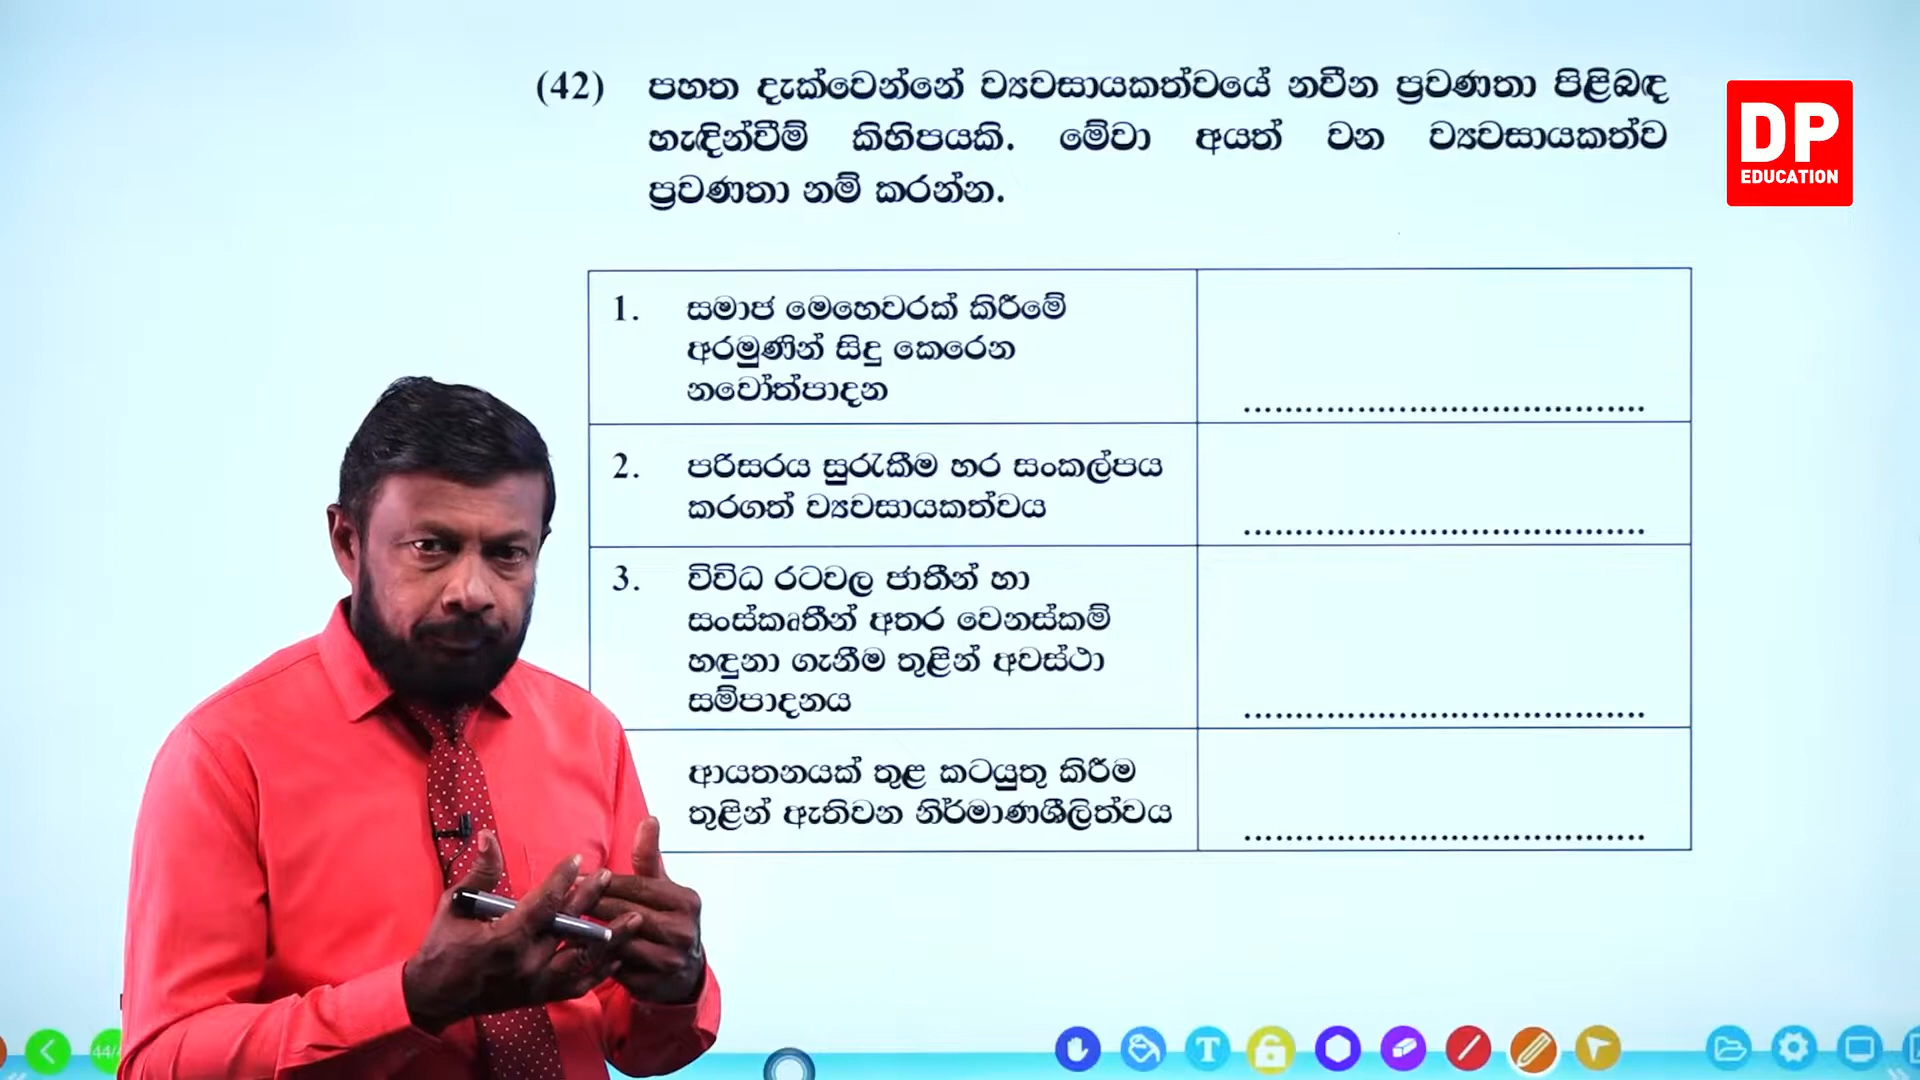 (42) පහත දැක්වෙන්නේ ව්‍යවසායකත්වයේ නවීන ප්‍රවණතා පිළිබඳ
හැඳින්වීම් කිහිපයකි. මේවා අයත් වන ව්‍යවසායකත්ව
ප්‍රවණතා නම් කරන්න.
DP
EDUCATION
1. සමාජ මෙහෙවරක් කිරීමේ
අරමුණින් සිදු කෙරෙන
නවෝත්පාදන
2. පරිසරය සුරැකීම හර සංකල්පය
කරගත් ව්‍යවසායකත්වය
3. විවිධ රටවල ජාතීන් හා
සංස්කෘතීන් අතර වෙනස්කම්
හඳුනා ගැනීම තුළින් අවස්ථා
සම්පාදනය
ආයතනයක් තුළ කටයුතු කිරීම
තුළින් ඇතිවන නිර්මාණශීලිත්වය